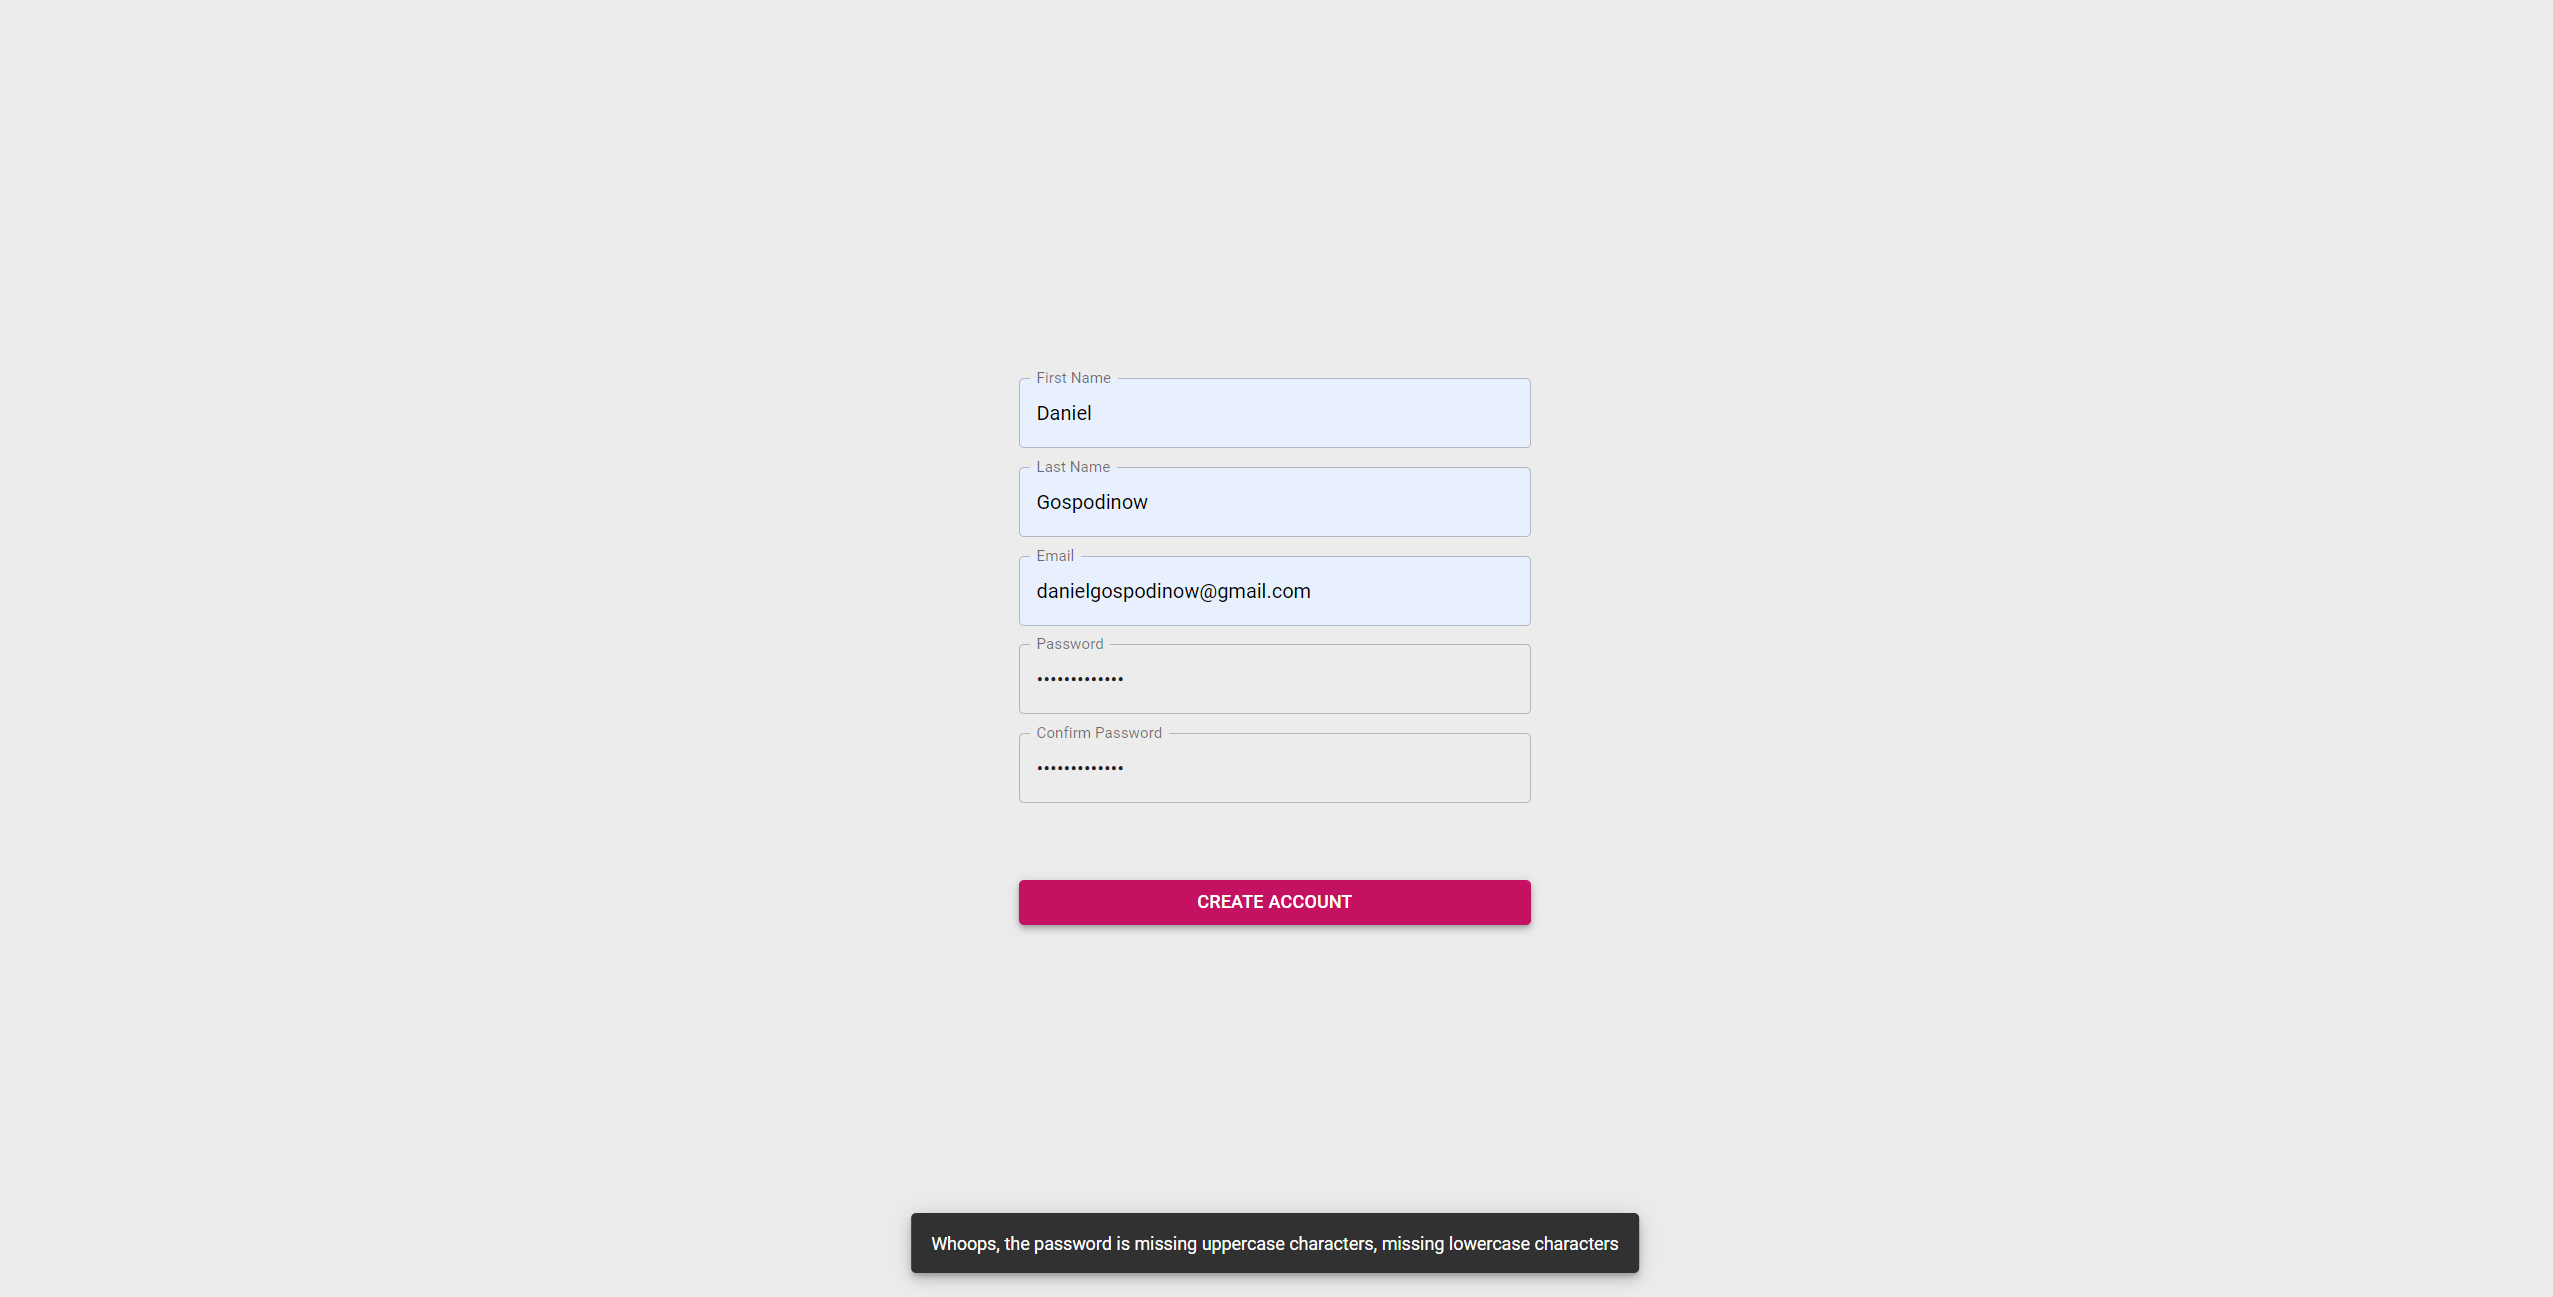 First Name
Daniel
Last Name
Gospodinow
Email
danielgospodinow@gmail.com
Password
•••••••••••••
Confirm Password
•••••••••••••
CREATE ACCOUNT
Whoops, the password is missing uppercase characters, missing lowercase characters